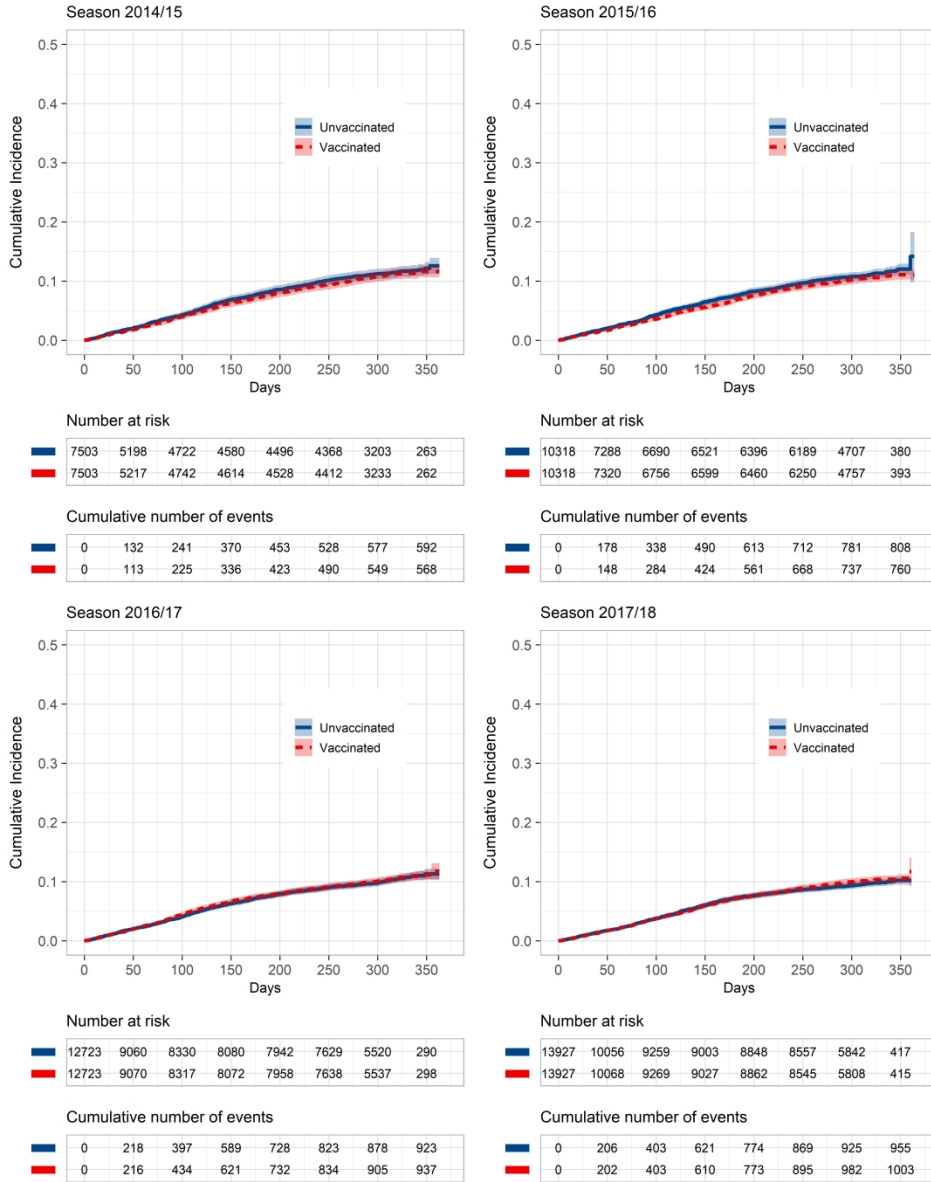 Season 2014/15
Cumulative Incidence
0.5
0.4
0.3
0.2
0.1
0.0
Unvaccinated
Vaccinated
0 50 100 150 200 250 300 350
Days
Number at risk
7503 5198 4722 4580 4496 4368 3203 263
7503 5217 4742 4614 4528 4412 3233 262
Cumulative number of events
0 132 241 370 453 528 577 592
0 113 225 336 423 490 549 568
Season 2015/16
Cumulative Incidence
0.5
0.4
0.3
0.2
0.1
0.0
Unvaccinated
Vaccinated
0 50 100 150 200 250 300 350
Days
Number at risk
10318 7288 6690 6521 6396 6189 4707 380
10318 7320 6756 6599 6460 6250 4757 393
Cumulative number of events
0 178 338 490 613 712 781 808
0 148 284 424 561 668 737 760
Season 2016/17
Cumulative Incidence
0.5
0.4
0.3
0.2
0.1
0.0
Unvaccinated
Vaccinated
0 50 100 150 200 250 300 350
Days
Number at risk
12723 9060 8330 8080 7942 7629 5520 290
12723 9070 8317 8072 7958 7638 5537 298
Cumulative number of events
0 218 397 589 728 823 878 923
0 216 434 621 732 834 905 937
Season 2017/18
Cumulative Incidence
0.5
0.4
0.3
0.2
0.1
0.0
Unvaccinated
Vaccinated
0 50 100 150 200 250 300 350
Days
Number at risk
13927 10056 9259 9003 8848 8557 5842 417
13927 10068 9269 9027 8862 8545 5808 415
Cumulative number of events
0 206 403 621 774 869 925 955
0 202 403 610 773 895 982 1003